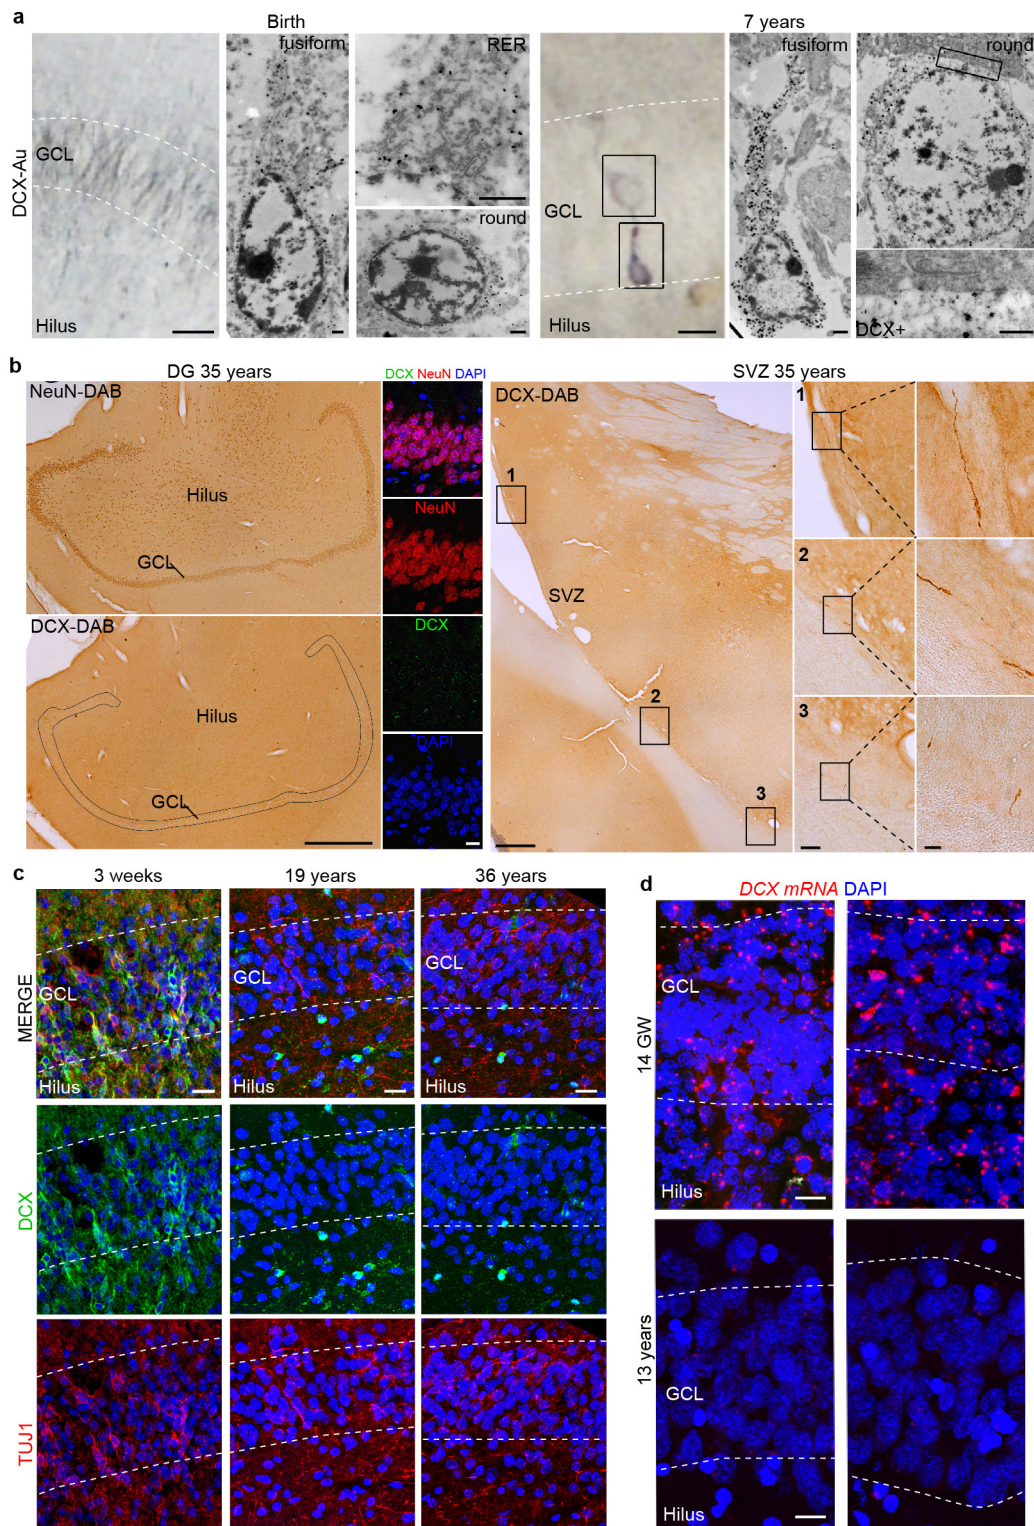 a
Birth
7 years
DCX-Au
GCL
Hilus
fusiform
RER
round
GCL
Hilus
fusiform
round
DCX+
b
DG 35 years
NeuN-DAB
Hilus
GCL
DCX-DAB
Hilus
GCL
DCX NeuN DAPI
NeuN
DCX
DAPI
SVZ 35 years
DCX-DAB
1
SVZ
2
3
1
2
3
c
3 weeks
19 years
36 years
MERGE
GCL
Hilus
GCL
Hilus
GCL
Hilus
DCX
TUJ1
d
DCX mRNA DAPI
14 GW
GCL
Hilus
13 years
GCL
Hilus